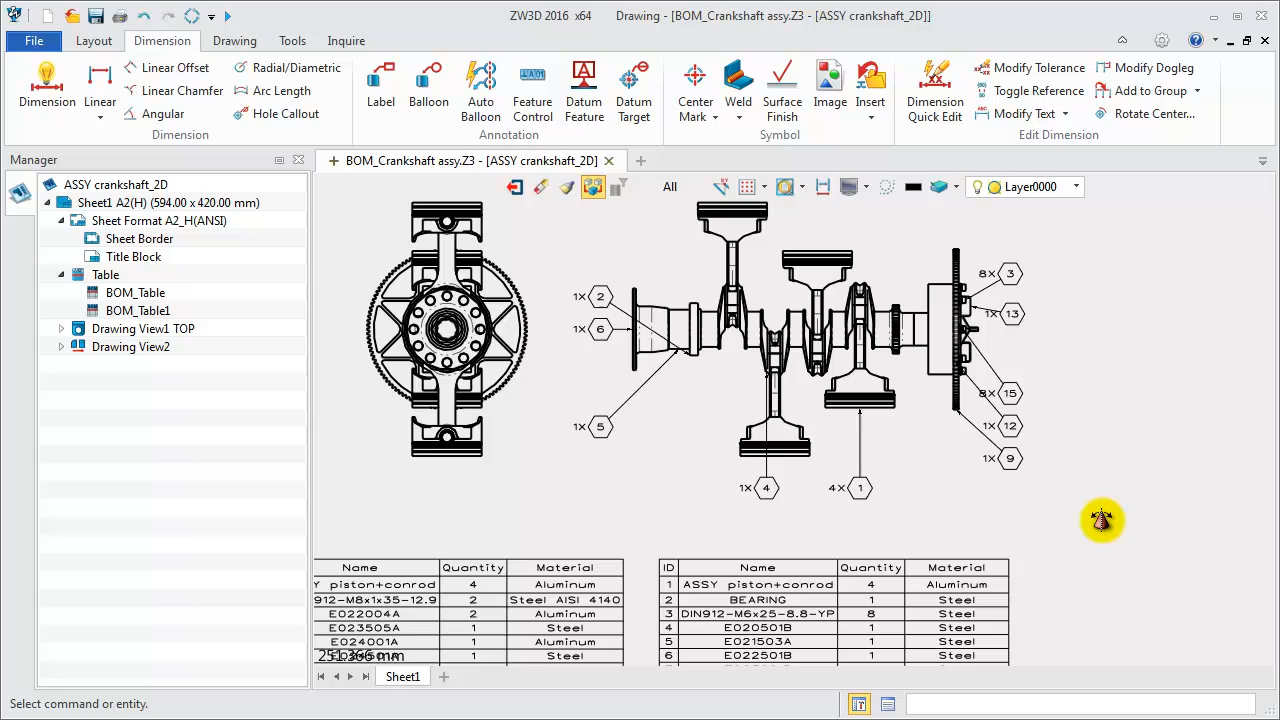 ZW3D 2016 x64
Drawing - [BOM_Crankshaft assy.Z3 - [ASSY crankshaft_2D]]
File
Layout
Dimension
Drawing
Tools
Inquire
Dimension
Linear
Linear Offset
Linear Chamfer
Angular
Radial/Diametric
Arc Length
Hole Callout
Dimension
Label
Balloon
Auto
Balloon
Feature
Control
Datum
Feature
Datum
Target
Annotation
Center
Mark
Weld
Surface
Finish
Image
Insert
Symbol
Dimension
Quick Edit
Modify Tolerance
Toggle Reference
Modify Text
Modify Dogleg
Add to Group
Rotate Center...
Edit Dimension
Manager
BOM_Crankshaft assy.Z3 - [ASSY crankshaft_2D]
ASSY crankshaft_2D
Sheet1 A2(H) (594.00 x 420.00 mm)
Sheet Format A2_H(ANSI)
Sheet Border
Title Block
Table
BOM_Table
BOM_Table1
Drawing View1 TOP
Drawing View2
All
Layer0000
1X 2
1X 6
1X 5
1X 4
4X 1
8X 3
1X 13
8X 15
1X 12
1X 9
Name Quantity Material
Y piston+conrod 4 Aluminum
912-M8x1x35-12.9 2 Steel AISI 4140
E022004A 2 Aluminum
E023505A 1 Steel
E024001A 1 Aluminum
1 Steel
251.366 mm
ID Name Quantity Material
1 ASSY piston+conrod 4 Aluminum
2 BEARING 1 Steel
3 DIN912-M6x25-8.8-YP 8 Steel
4 E020501B 1 Steel
5 E021503A 1 Steel
6 E022501B 1 Steel
Sheet1
Select command or entity.